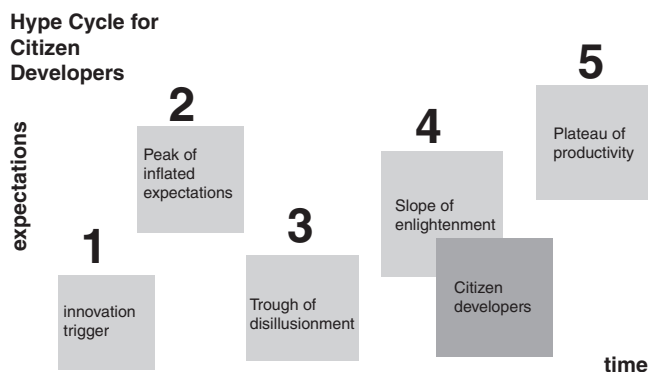 Hype Cycle for
Citizen
Developers
expectations
1
innovation
trigger
2
Peak of
inflated
expectations
3
Trough of
disillusionment
4
Slope of
enlightenment
Citizen
developers
5
Plateau of
productivity
time